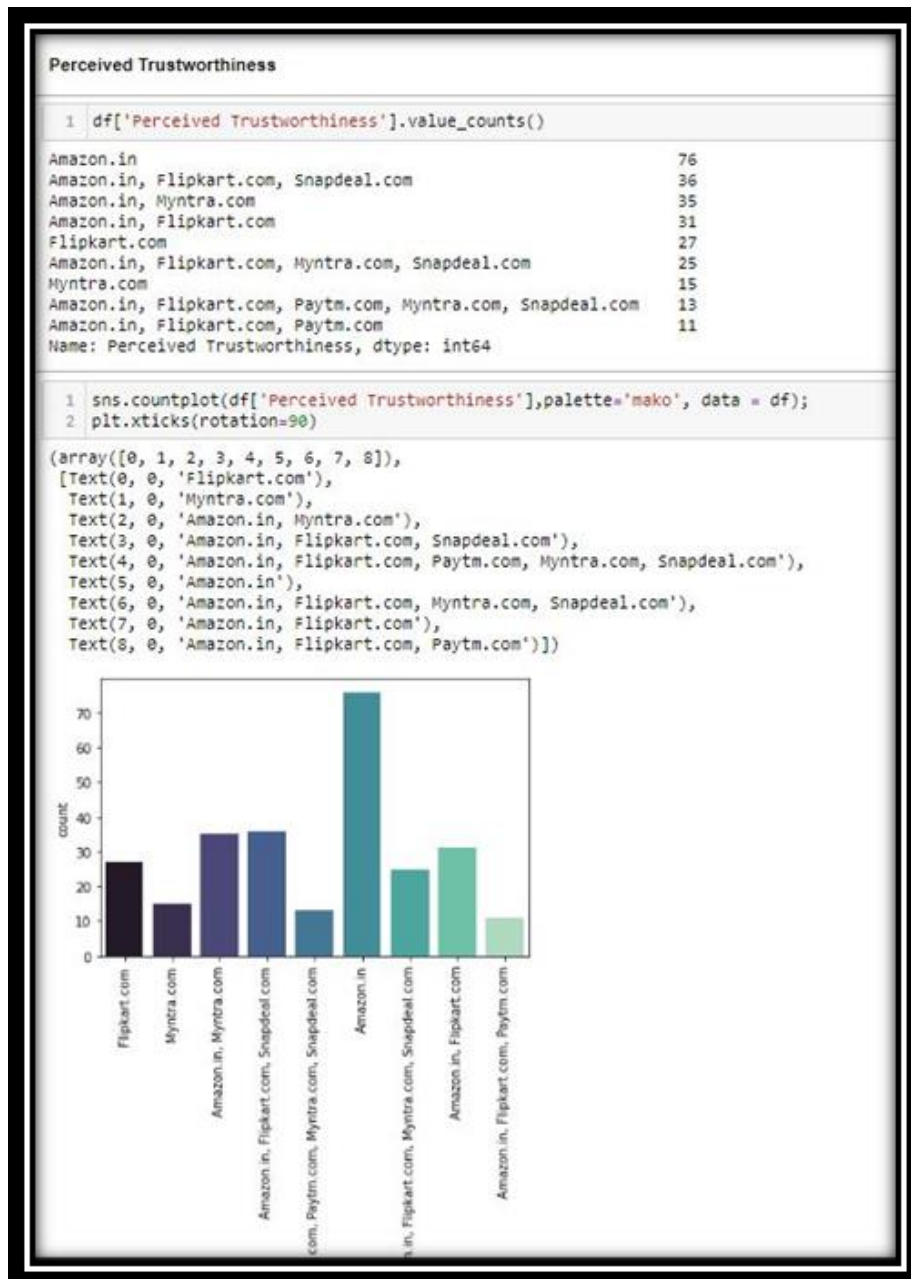 Perceived Trustworthiness
1 df['Perceived Trustworthiness'].value_counts()
Amazon.in 76
Amazon.in, Flipkart.com, Snapdeal.com 36
Amazon.in, Myntra.com 35
Amazon.in, Flipkart.com 31
Flipkart.com 27
Amazon.in, Flipkart.com, Myntra.com, Snapdeal.com 25
Myntra.com 15
Amazon.in, Flipkart.com, Paytm.com, Myntra.com, Snapdeal.com 13
Amazon.in, Flipkart.com, Paytm.com 11
Name: Perceived Trustworthiness, dtype: int64
1 sns.countplot(df['Perceived Trustworthiness'],palette='mako', data = df);
2 plt.xticks(rotation=90)
(array([0, 1, 2, 3, 4, 5, 6, 7, 8]),
[Text(0, 0, 'Flipkart.com'),
Text(1, 0, 'Myntra.com'),
Text(2, 0, 'Amazon.in, Myntra.com'),
Text(3, 0, 'Amazon.in, Flipkart.com, Snapdeal.com'),
Text(4, 0, 'Amazon.in, Flipkart.com, Paytm.com, Myntra.com, Snapdeal.com'),
Text(5, 0, 'Amazon.in'),
Text(6, 0, 'Amazon.in, Flipkart.com, Myntra.com, Snapdeal.com'),
Text(7, 0, 'Amazon.in, Flipkart.com'),
Text(8, 0, 'Amazon.in, Flipkart.com, Paytm.com')])
70
60
50
40
30
20
10
0
count
Flipkart.com
Myntra.com
Amazon.in, Myntra.com
Amazon.in, Flipkart.com, Snapdeal.com
com, Paytm.com, Myntra.com, Snapdeal.com
Amazon.in
n.in, Flipkart.com, Myntra.com, Snapdeal.com
Amazon.in, Flipkart.com
Amazon.in, Flipkart.com, Paytm.com